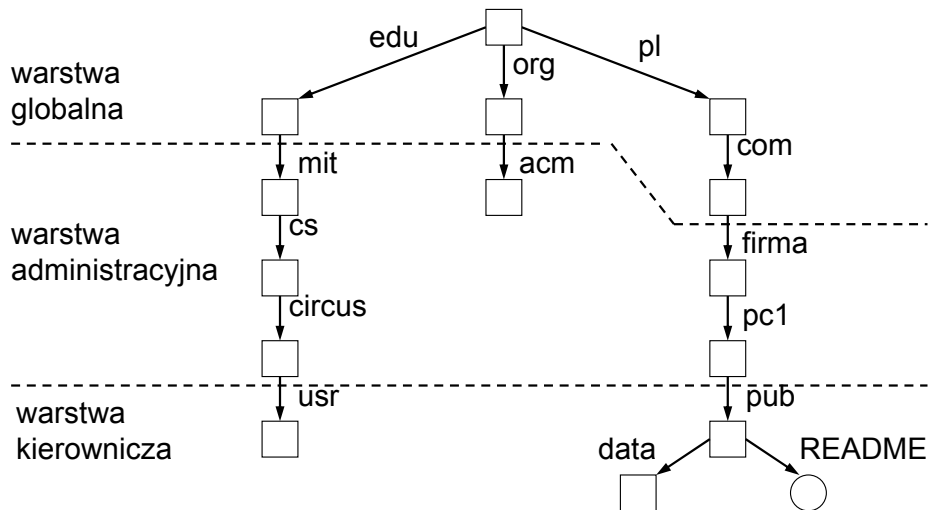 edu
org
pl
warstwa
globalna
com
mit
acm
cs
firma
warstwa
administracyjna
circus
pc1
usr
pub
warstwa
kierownicza
data
README